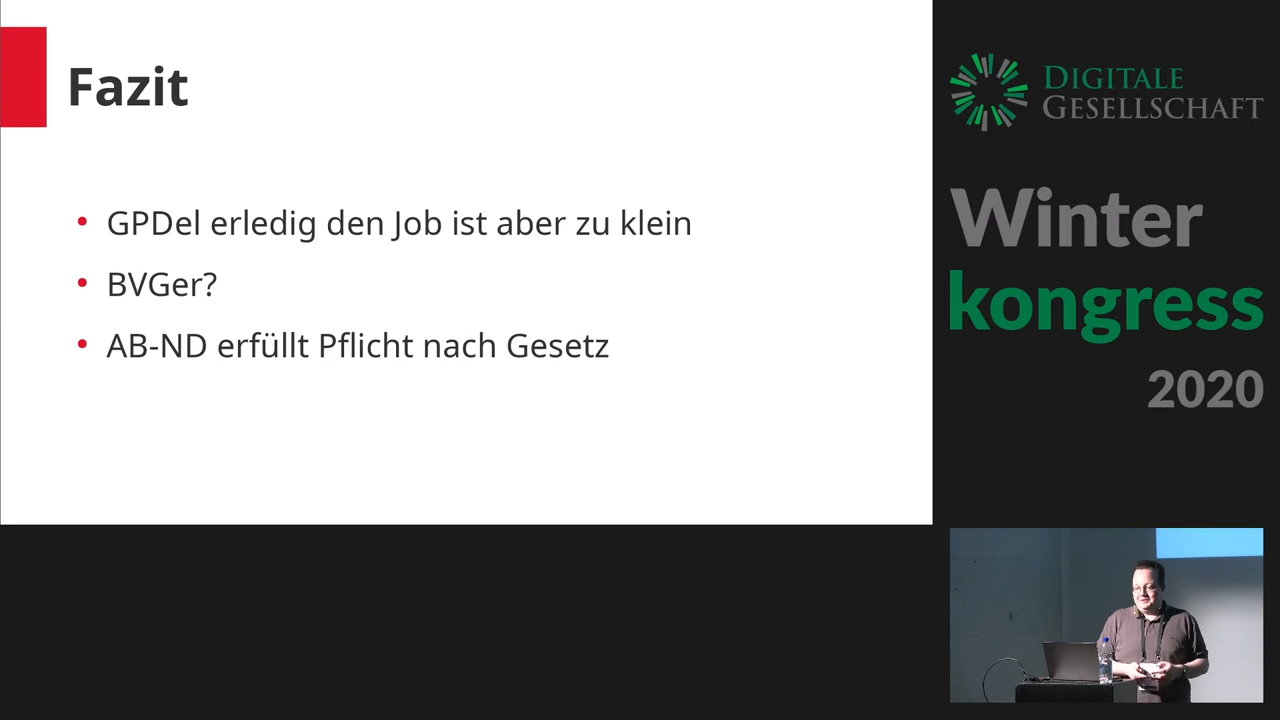 Fazit
• GPDel erledig den Job ist aber zu klein
• BVGer?
• AB-ND erfüllt Pflicht nach Gesetz
DIGITALE
GESELLSCHAFT
Winter
kongress
2020